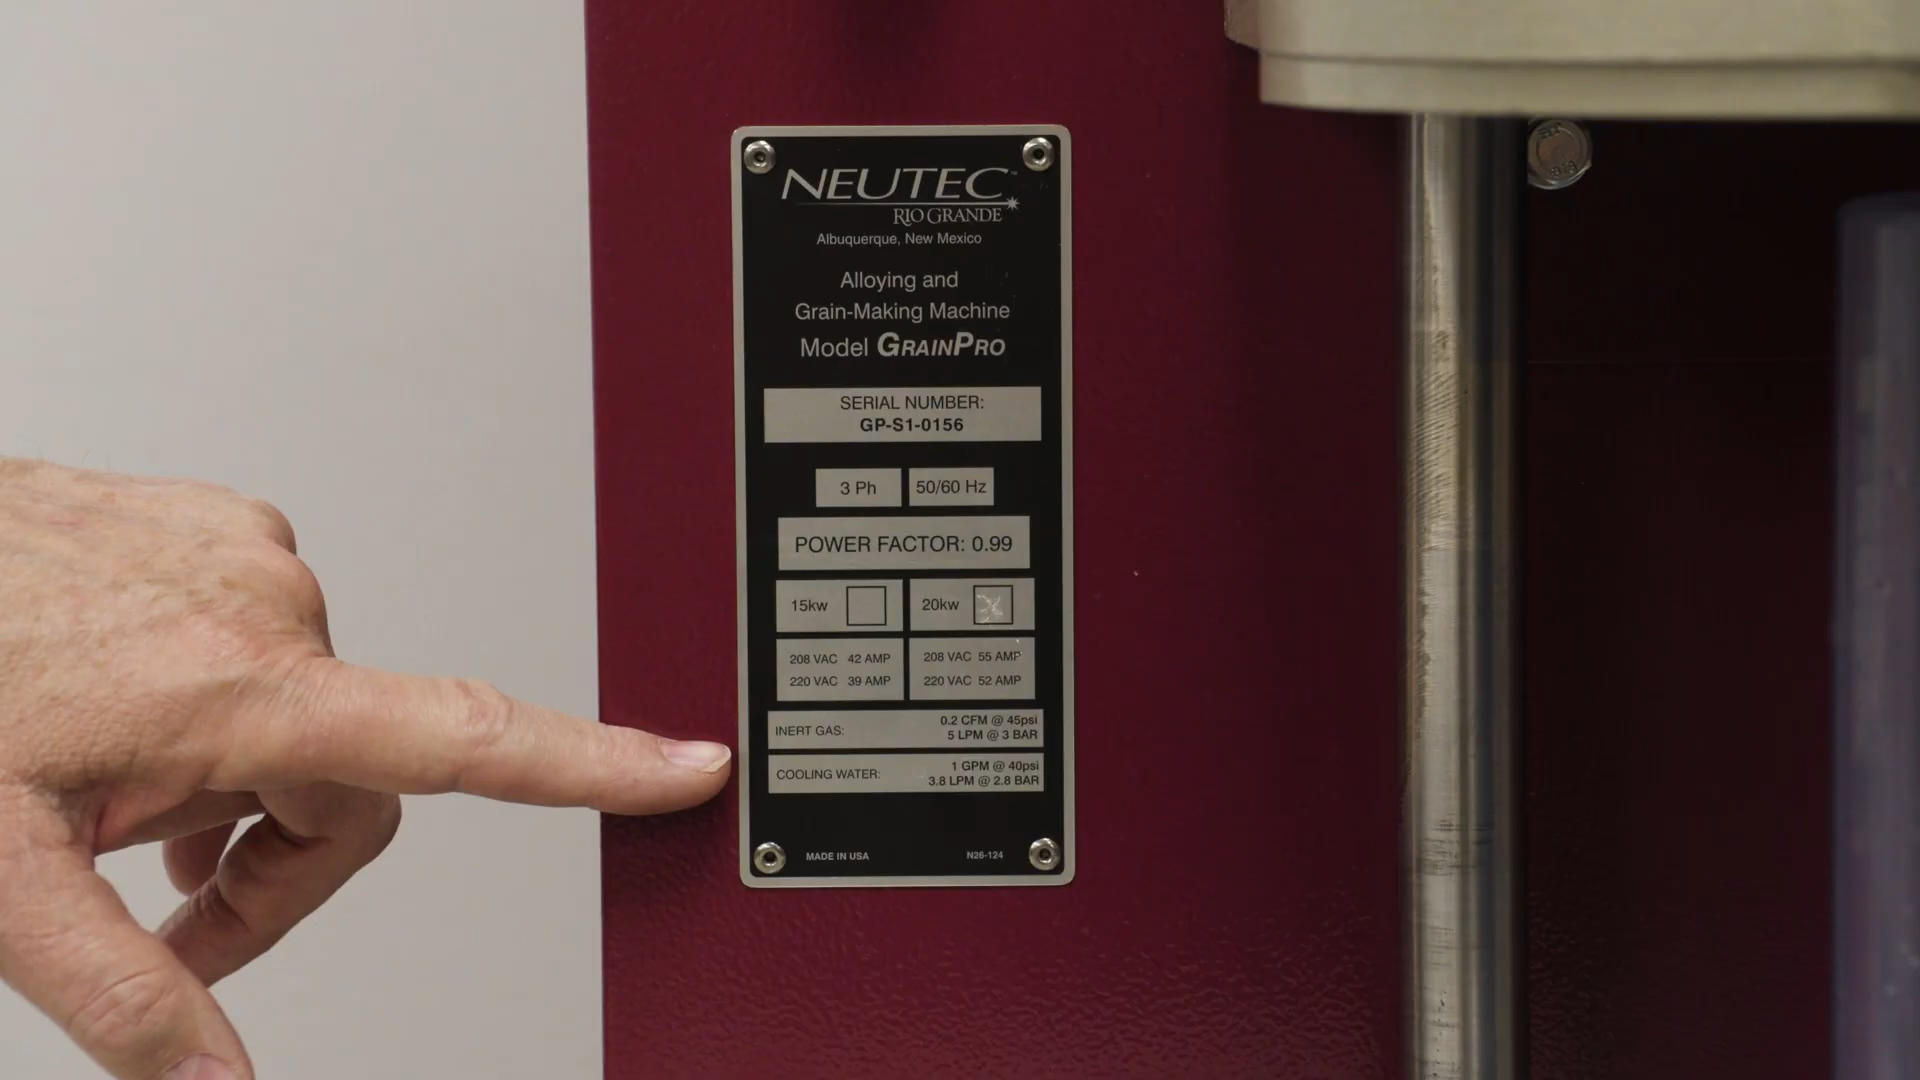 NEUTEC™
RIO GRANDE
Albuquerque, New Mexico
Alloying and
Grain-Making Machine
Model GRAINPRO
SERIAL NUMBER:
GP-S1-0156
3 Ph 50/60 Hz
POWER FACTOR: 0.99
15kw 20kw
208 VAC 42 AMP 208 VAC 55 AMP
220 VAC 39 AMP 220 VAC 52 AMP
INERT GAS: 0.2 CFM @ 45psi
5 LPM @ 3 BAR
COOLING WATER: 1 GPM @ 40psi
3.8 LPM @ 2.8 BAR
MADE IN USA N26-124